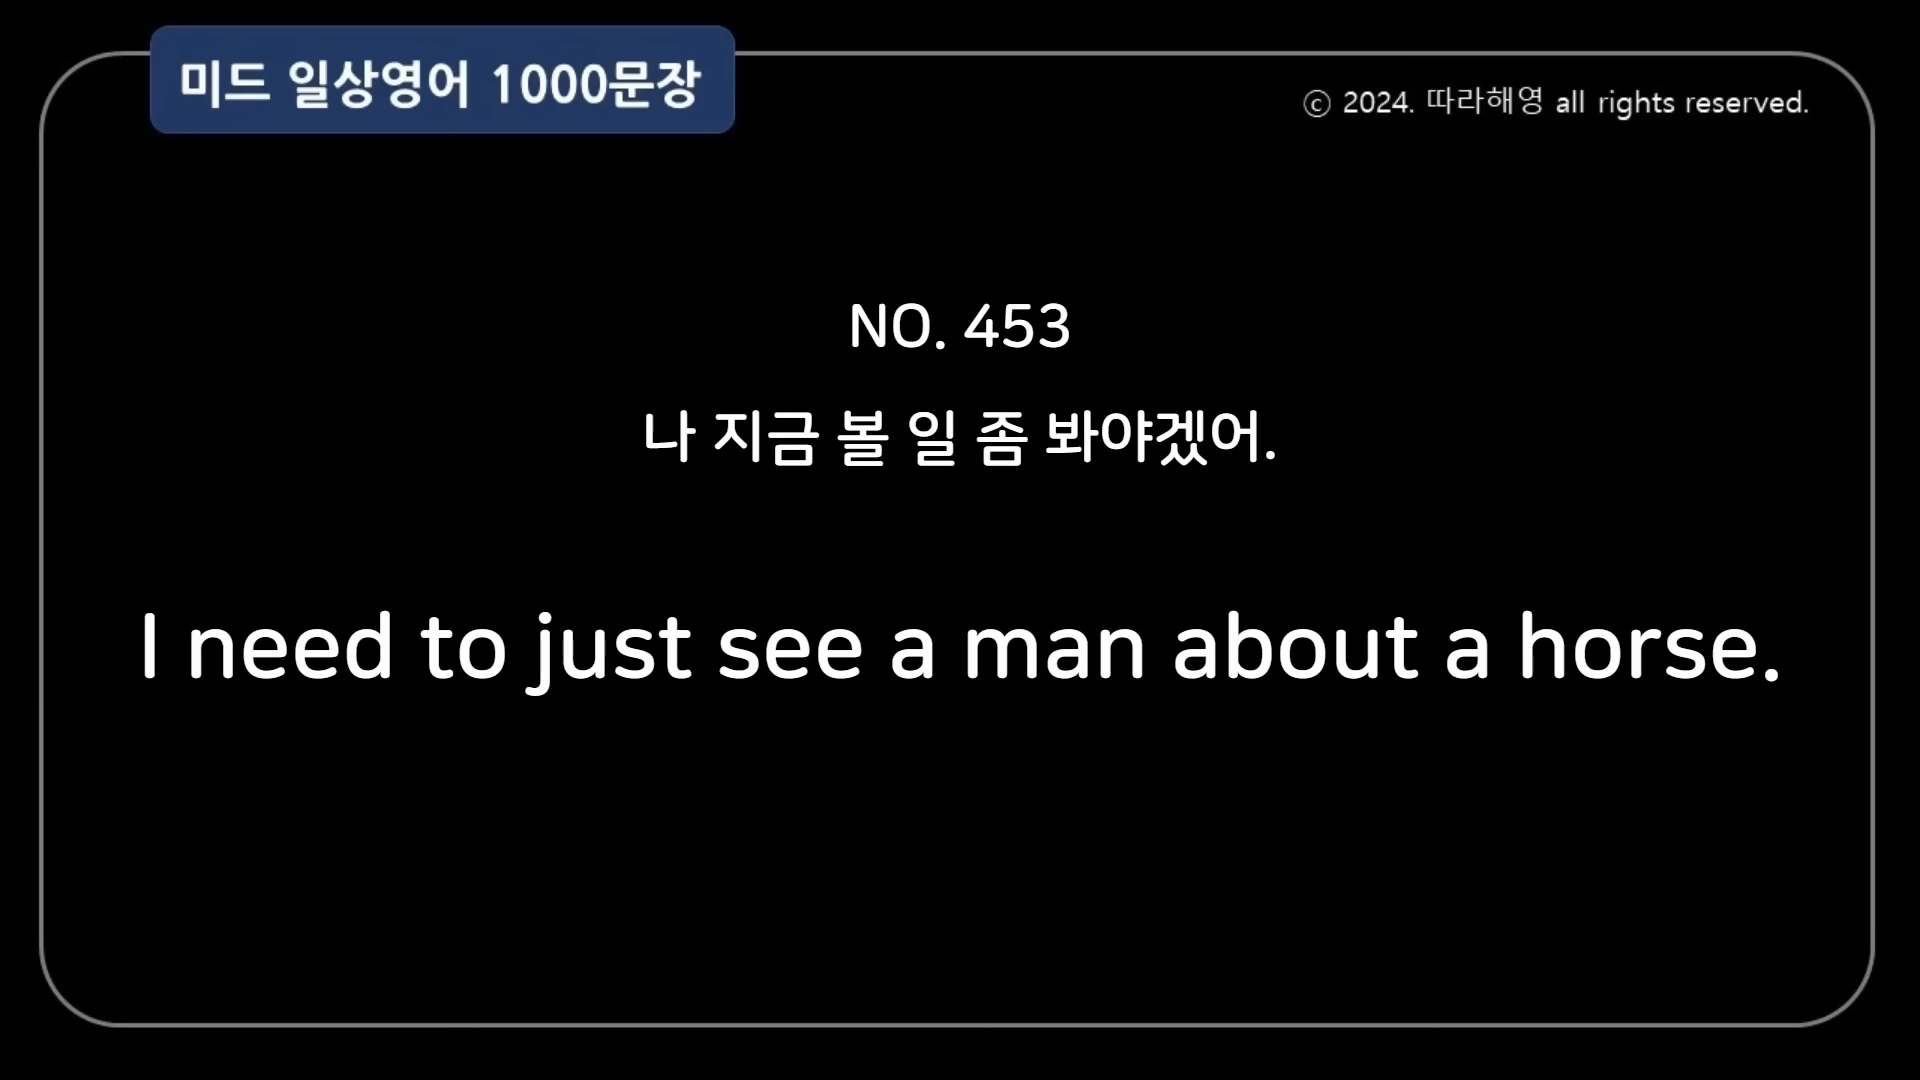 미드 일상영어 1000문장
ⓒ 2024. 따라해영 all rights reserved.
NO. 453
나 지금 볼 일 좀 봐야겠어.
I need to just see a man about a horse.